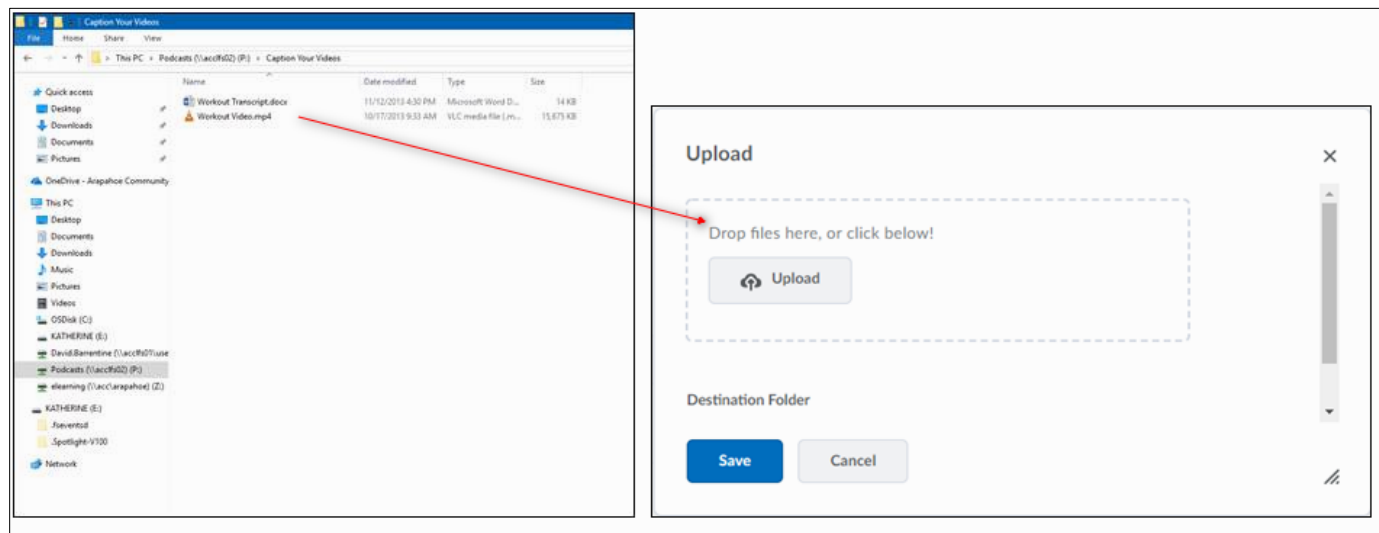 Caption Your Videos
File Home Share View
This PC > Podcasts (\\accfs02) (P:) > Caption Your Videos
Name Date modified Type Size
Workout Transcript.docx 11/12/2013 4:30 PM Microsoft Word D... 14 KB
Workout Video.mp4 10/17/2013 9:33 AM VLC media file (.m... 15,675 KB
Quick access
Desktop
Downloads
Documents
Pictures
OneDrive - Arapahoe Community
This PC
Desktop
Documents
Downloads
Music
Pictures
Videos
OSDisk (C:)
KATHERINE (E:)
David.Barrentine (\\accfs01\use
Podcasts (\\accfs02) (P:)
elearning (\\acc\arapahoe) (Z:)
KATHERINE (E:)
.fseventsd
.Spotlight-V100
Network
Upload
Drop files here, or click below!
Upload
Destination Folder
Save Cancel